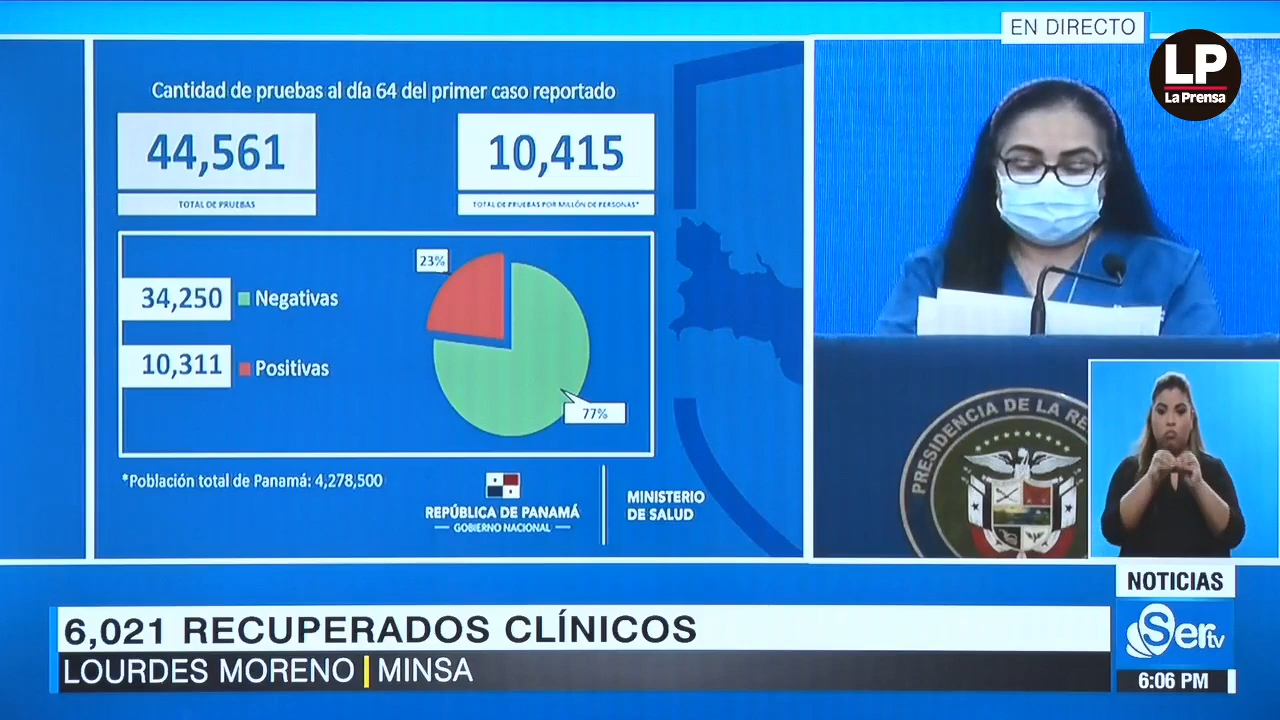 EN DIRECTO
LP
La Prensa
Cantidad de pruebas al día 64 del primer caso reportado
44,561
TOTAL DE PRUEBAS
10,415
TOTAL DE PRUEBAS POR MILLÓN DE PERSONAS*
34,250 Negativas
10,311 Positivas
23%
77%
*Población total de Panamá: 4,278,500
REPÚBLICA DE PANAMÁ
GOBIERNO NACIONAL
MINISTERIO
DE SALUD
PRESIDENCIA DE LA RE
NOTICIAS
Sertv
6:06 PM
6,021 RECUPERADOS CLÍNICOS
LOURDES MORENO | MINSA